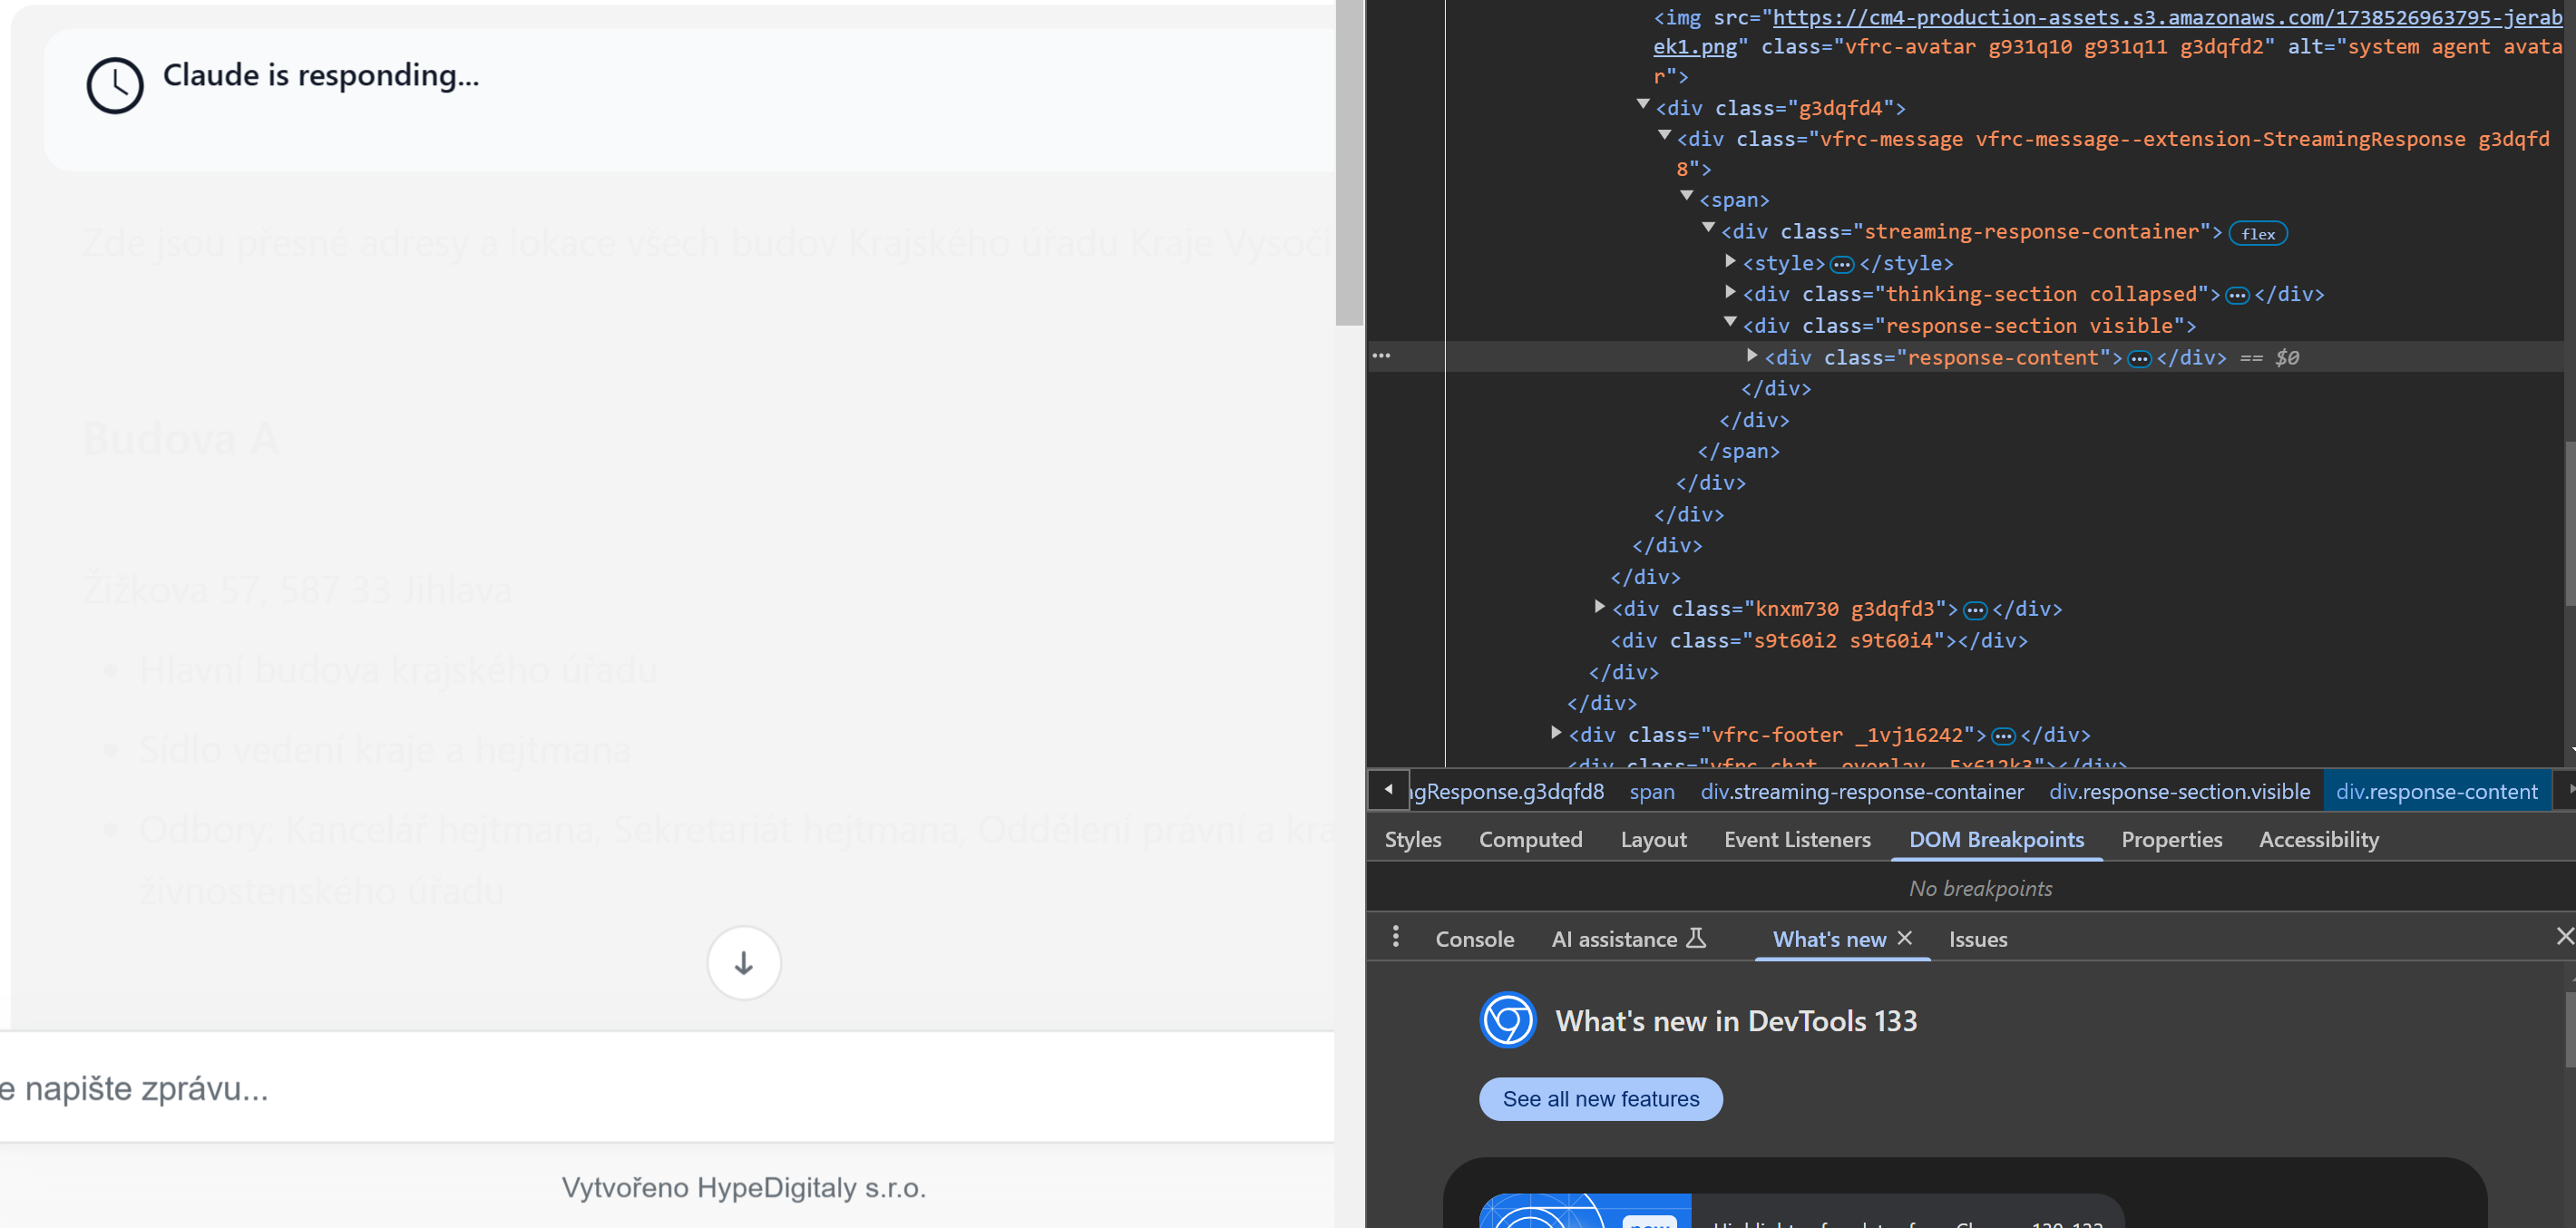 Claude is responding...
Zde jsou přesné adresy a lokace všech budov Krajského úřadu Kraje
Budova A
Žižkova 57, 587 33 Jihlava
• Hlavní budova krajského úřadu
• Sídlo vedení kraje a hejtmana
• Odbory: Kancelář hejtmana, Sekretariát hejtmana, Oddělení právní a
živnostenského úřadu
e napište zprávu...
Vytvořeno HypeDigitaly s.r.o.
<img src="https://cm4-production-assets.s3.amazonaws.com/1738526963795-jerab
ek1.png" class="vfrc-avatar g931q10 g931q11 g3dqfd2" alt="system agent avata
r">
<div class="g3dqfd4">
<div class="vfrc-message vfrc-message--extension-StreamingResponse g3dqfd
8">
<span>
<div class="streaming-response-container"> flex
<style>…</style>
<div class="thinking-section collapsed">…</div>
<div class="response-section visible">
… <div class="response-content">…</div> == $0
</div>
</div>
</span>
</div>
</div>
</div>
</div>
<div class="knxm730 g3dqfd3">…</div>
<div class="s9t60i2 s9t60i4"></div>
</div>
</div>
<div class="vfrc-footer _1vj16242">…</div>
ngResponse.g3dqfd8 span div.streaming-response-container div.response-section.visible div.response-content
Styles Computed Layout Event Listeners DOM Breakpoints Properties Accessibility
No breakpoints
Console AI assistance What's new Issues
What's new in DevTools 133
See all new features
new